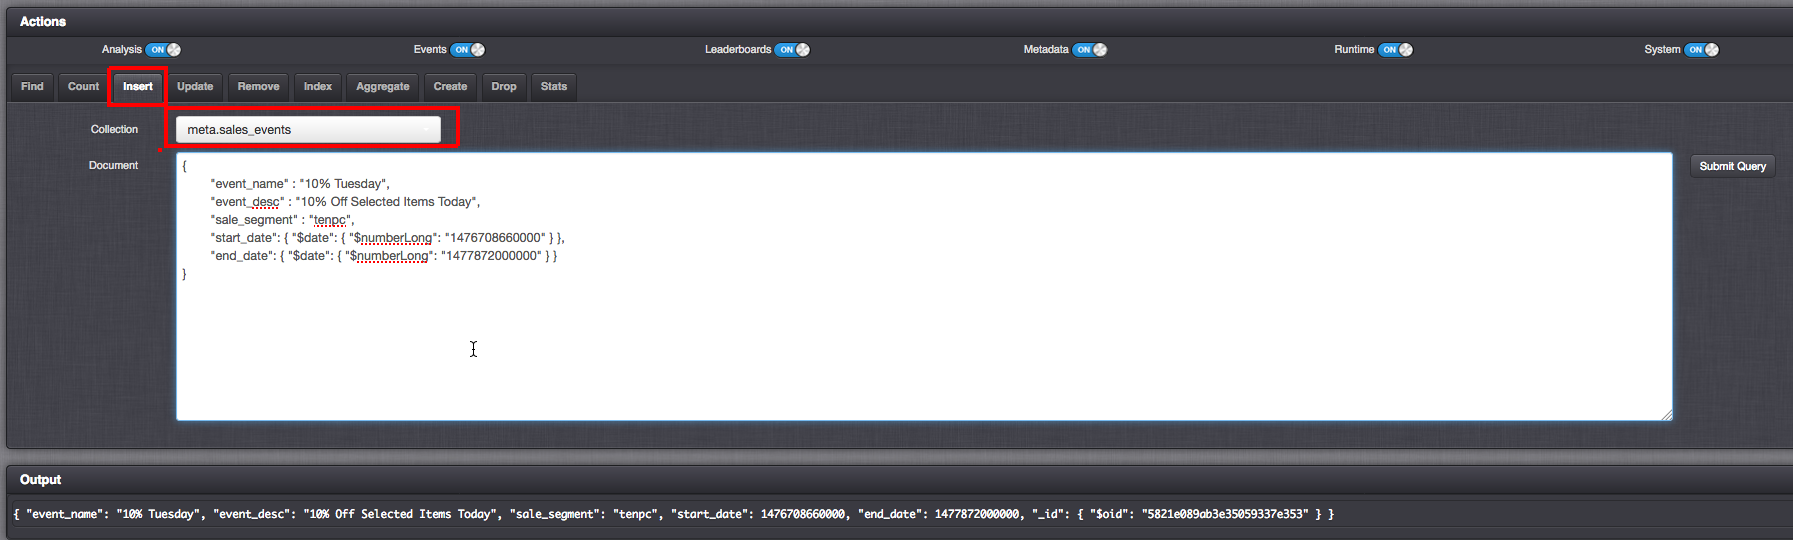 Actions
Analysis ON Events ON Leaderboards ON Metadata ON Runtime ON System ON
Find Count Insert Update Remove Index Aggregate Create Drop Stats
Collection meta.sales_events
Document
{
"event_name" : "10% Tuesday",
"event_desc" : "10% Off Selected Items Today",
"sale_segment" : "tenpc",
"start_date": { "$date": { "$numberLong": "1476708660000" } },
"end_date": { "$date": { "$numberLong": "1477872000000" } }
}
Submit Query
Output
{ "event_name": "10% Tuesday", "event_desc": "10% Off Selected Items Today", "sale_segment": "tenpc", "start_date": 1476708660000, "end_date": 1477872000000, "_id": { "$oid": "5821e089ab3e35059337e353" } }